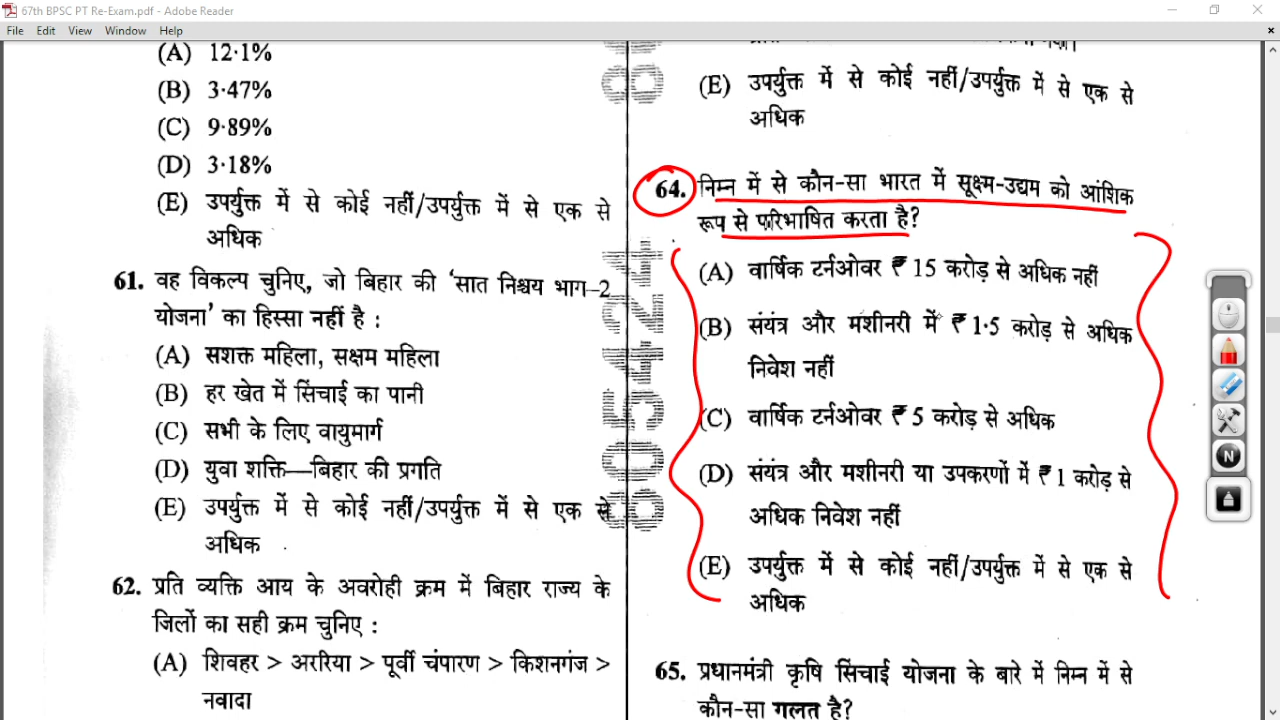 67th BPSC PT Re-Exam.pdf - Adobe Reader
File Edit View Window Help
(A) 12·1%
(B) 3·47%
(C) 9·89%
(D) 3·18%
(E) उपर्युक्त में से कोई नहीं/उपर्युक्त में से एक से
अधिक
61. वह विकल्प चुनिए, जो बिहार की ‘सात निश्चय भाग–2
योजना’ का हिस्सा नहीं है :
(A) सशक्त महिला, सक्षम महिला
(B) हर खेत में सिंचाई का पानी
(C) सभी के लिए वायुमार्ग
(D) युवा शक्ति—बिहार की प्रगति
(E) उपर्युक्त में से कोई नहीं/उपर्युक्त में से एक से
अधिक
62. प्रति व्यक्ति आय के अवरोही क्रम में बिहार राज्य के
जिलों का सही क्रम चुनिए :
(A) शिवहर > अररिया > पूर्वी चंपारण > किशनगंज >
नवादा
(E) उपर्युक्त में से कोई नहीं/उपर्युक्त में से एक से
अधिक
64. निम्न में से कौन-सा भारत में सूक्ष्म-उद्यम को आंशिक
रूप से परिभाषित करता है?
(A) वार्षिक टर्नओवर ₹ 15 करोड़ से अधिक नहीं
(B) संयंत्र और मशीनरी में ₹ 1·5 करोड़ से अधिक
निवेश नहीं
(C) वार्षिक टर्नओवर ₹ 5 करोड़ से अधिक
(D) संयंत्र और मशीनरी या उपकरणों में ₹ 1 करोड़ से
अधिक निवेश नहीं
(E) उपर्युक्त में से कोई नहीं/उपर्युक्त में से एक से
अधिक
65. प्रधानमंत्री कृषि सिंचाई योजना के बारे में निम्न में से
कौन-सा गलत है?
N